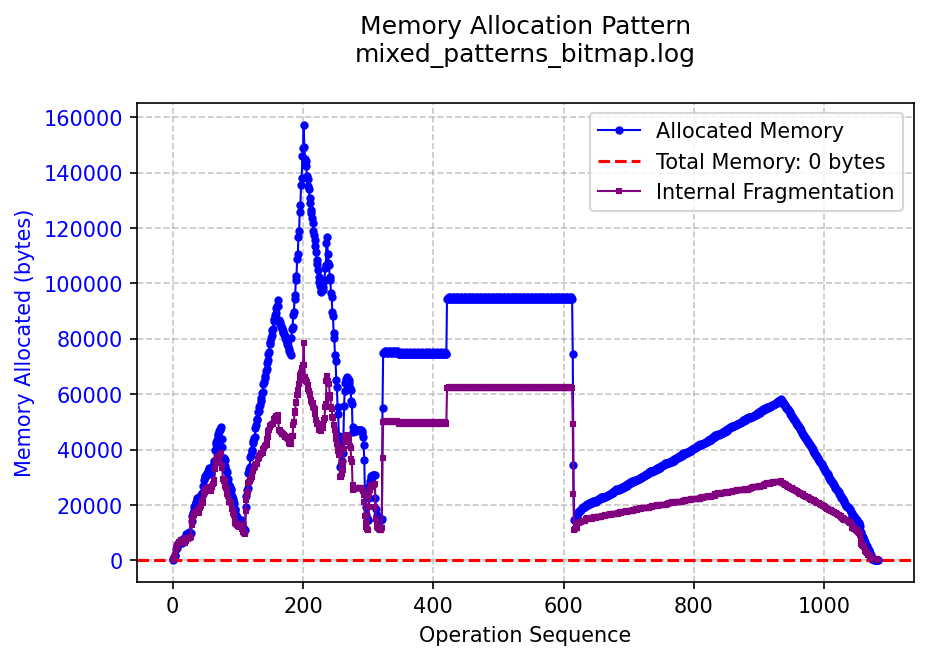 Memory Allocation Pattern
mixed_patterns_bitmap.log
160000
140000
120000
100000
80000
60000
40000
20000
0
Memory Allocated (bytes)
Allocated Memory
Total Memory: 0 bytes
Internal Fragmentation
0 200 400 600 800 1000
Operation Sequence